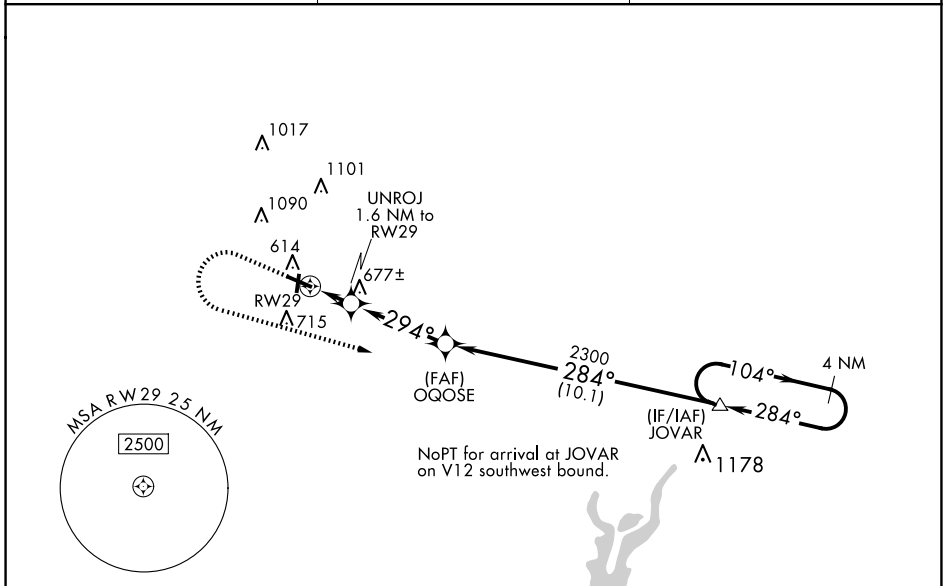 1017
1101
1090
UNROJ
1.6 NM to
RW29
614
677±
RW29
715
294°
(FAF)
OQOSE
2300
284°
(10.1)
104°
4 NM
284°
(IF/IAF)
JOVAR
1178
NoPT for arrival at JOVAR
on V12 southwest bound.
MSA RW29 25 NM
2500